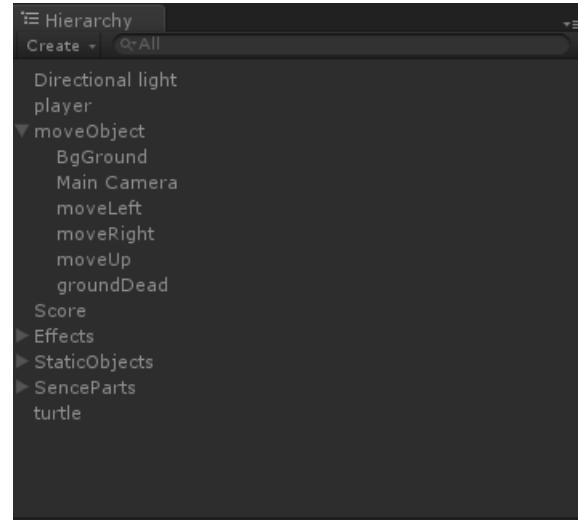 Hierarchy
Create All
Directional light
player
moveObject
BgGround
Main Camera
moveLeft
moveRight
moveUp
groundDead
Score
Effects
StaticObjects
SenceParts
turtle